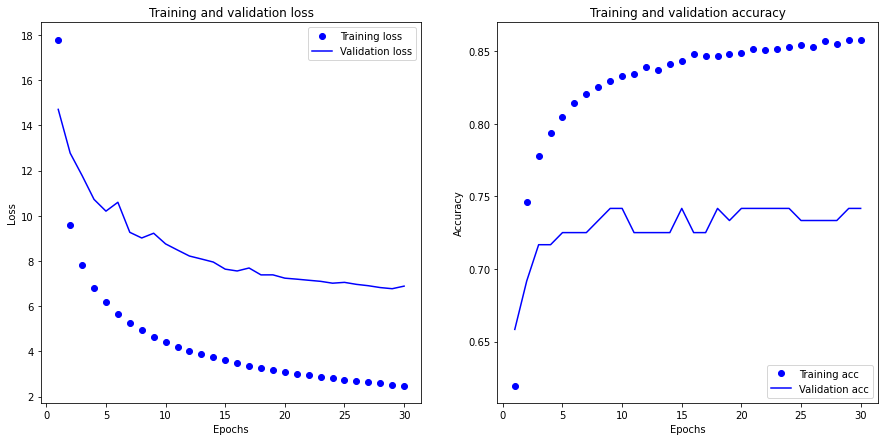 Training and validation loss
Training loss
Validation loss
18
16
14
12
10
8
6
4
2
Loss
0
5
10
15
20
25
30
Epochs
Training and validation accuracy
0.85
0.80
0.75
0.70
0.65
Accuracy
Training acc
Validation acc
0
5
10
15
20
25
30
Epochs